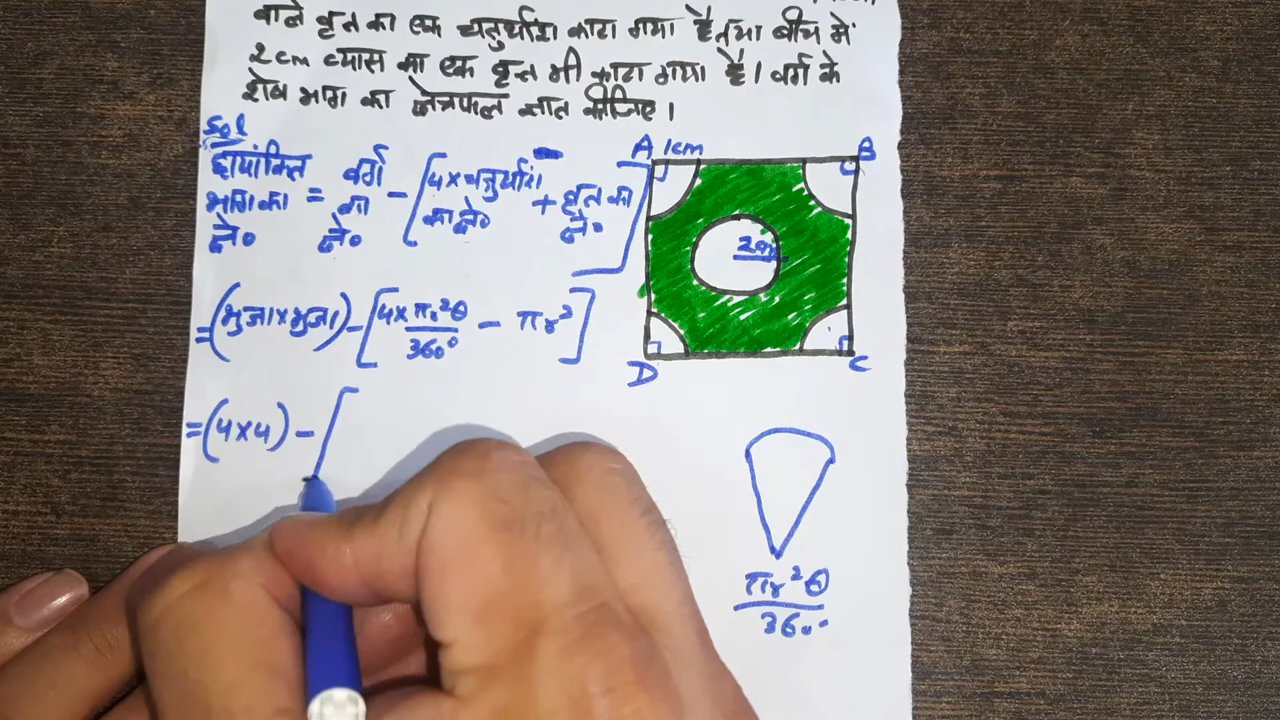 वाले वृत्त का एक चतुर्थांश काटा गया है तथा बीच में
2cm व्यास का एक वृत्त भी काटा गया है। वर्ग के
शेष भाग का क्षेत्रफल ज्ञात कीजिए।
Sol
छायांकित भाग का क्षे० = वर्ग का क्षे० - [4×चतुर्थांश का क्षे० + वृत्त का क्षे०]
A 1cm B
2cm
D C
=(भुजा×भुजा)-[4×πr²θ/360° - πr²]
=(4×4)-[
πr²θ
360°